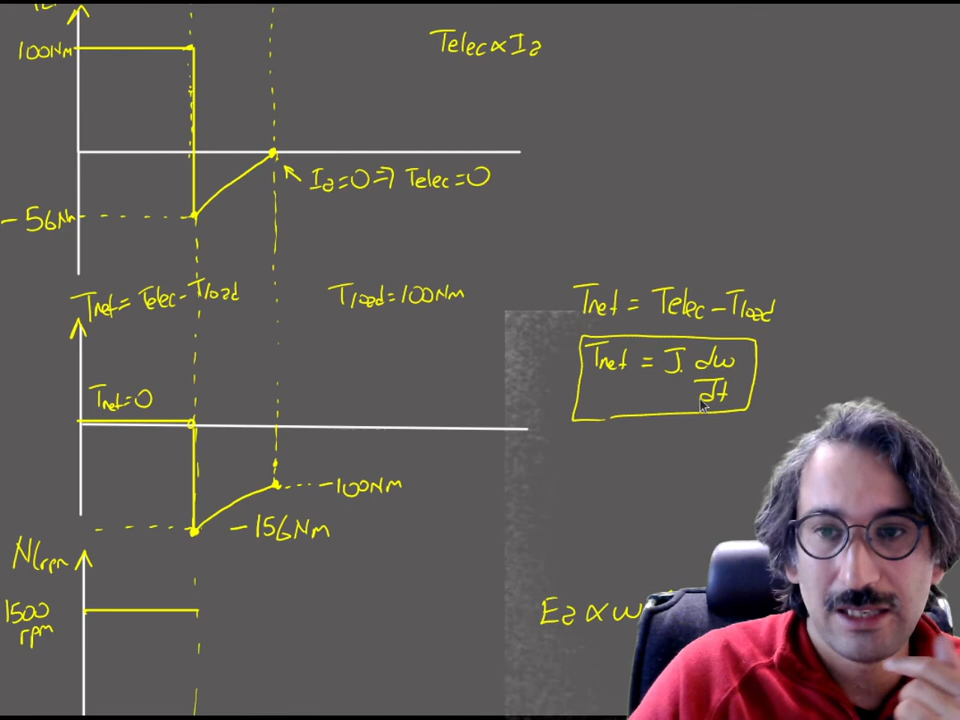 100Nm
Telec∝Ia
Ia=0⇒Telec=0
-56Nm
Tnet=Telec-Tload
Tload=100Nm
Tnet = Telec-Tload
Tnet = J. dw
dt
Tnet=0
-100Nm
-156Nm
N(rpm
1500
rpm
Ea∝w